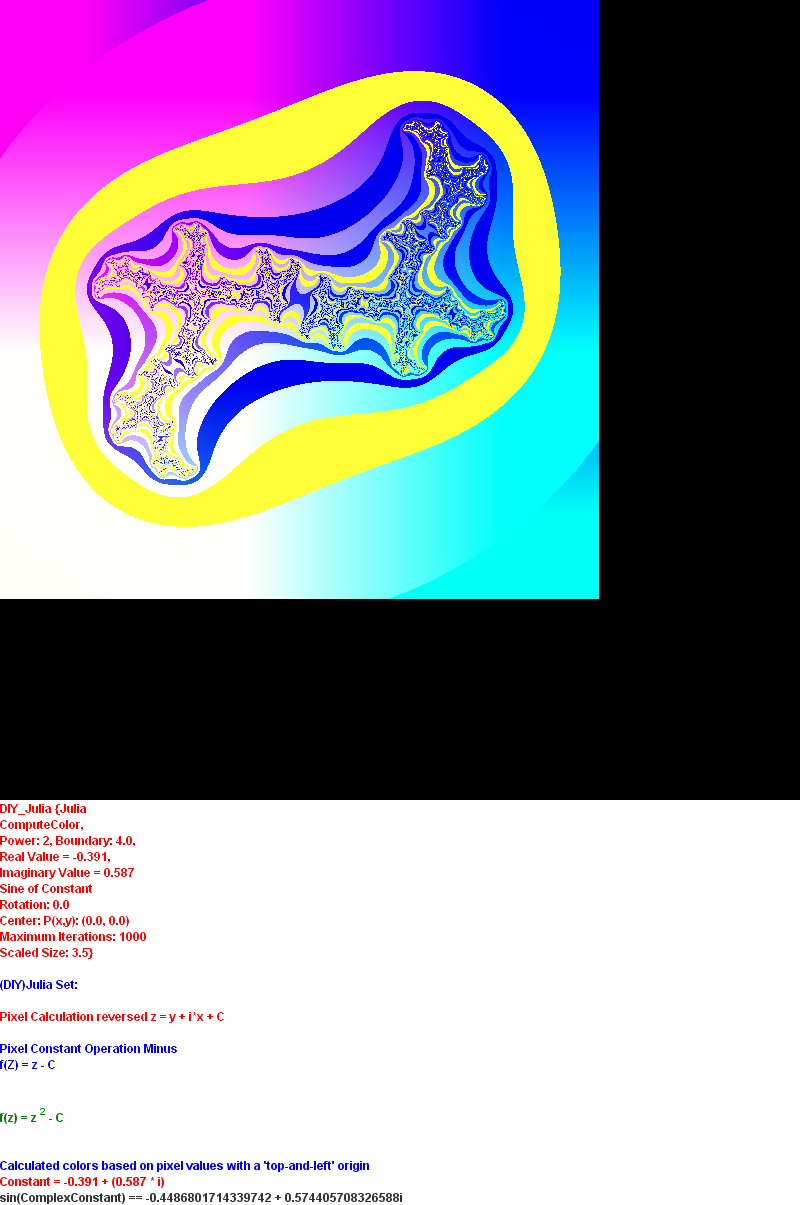 DIY_Julia {Julia
ComputeColor,
Power: 2, Boundary: 4.0,
Real Value = -0.391,
Imaginary Value = 0.587
Sine of Constant
Rotation: 0.0
Center: P(x,y): (0.0, 0.0)
Maximum Iterations: 1000
Scaled Size: 3.5}
(DIY)Julia Set:
Pixel Calculation reversed z = y + i*x + C
Pixel Constant Operation Minus
f(Z) = z - C
f(z) = z 2 - C
Calculated colors based on pixel values with a 'top-and-left' origin
Constant = -0.391 + (0.587 * i)
sin(ComplexConstant) == -0.4486801714339742 + 0.574405708326588i